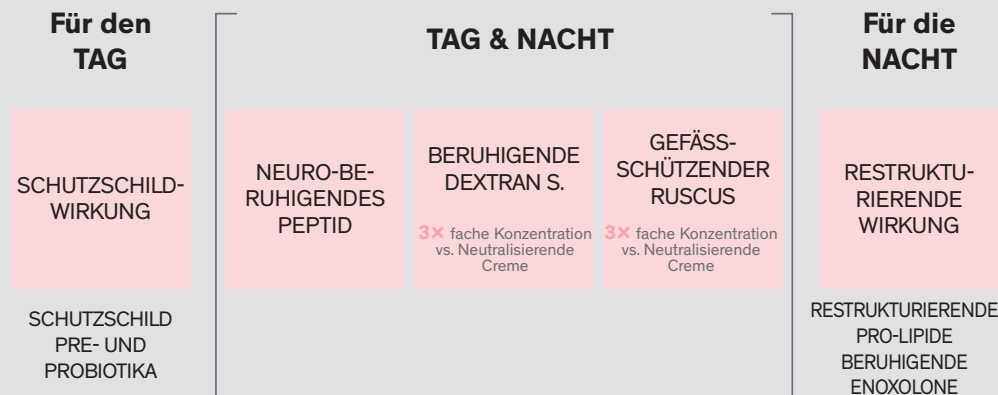 Für den
TAG
SCHUTZSCHILD-
WIRKUNG
SCHUTZSCHILD
PRE- UND
PROBIOTIKA
TAG & NACHT
NEURO-BE-
RUHIGENDES
PEPTID
BERUHIGENDE
DEXTRAN S.
3× fache Konzentration
vs. Neutralisierende
Creme
GEFÄSS-
SCHÜTZENDER
RUSCUS
3× fache Konzentration
vs. Neutralisierende
Creme
Für die
NACHT
RESTRUKTU-
RIERENDE
WIRKUNG
RESTRUKTURIERENDE
PRO-LIPIDE
BERUHIGENDE
ENOXOLONE